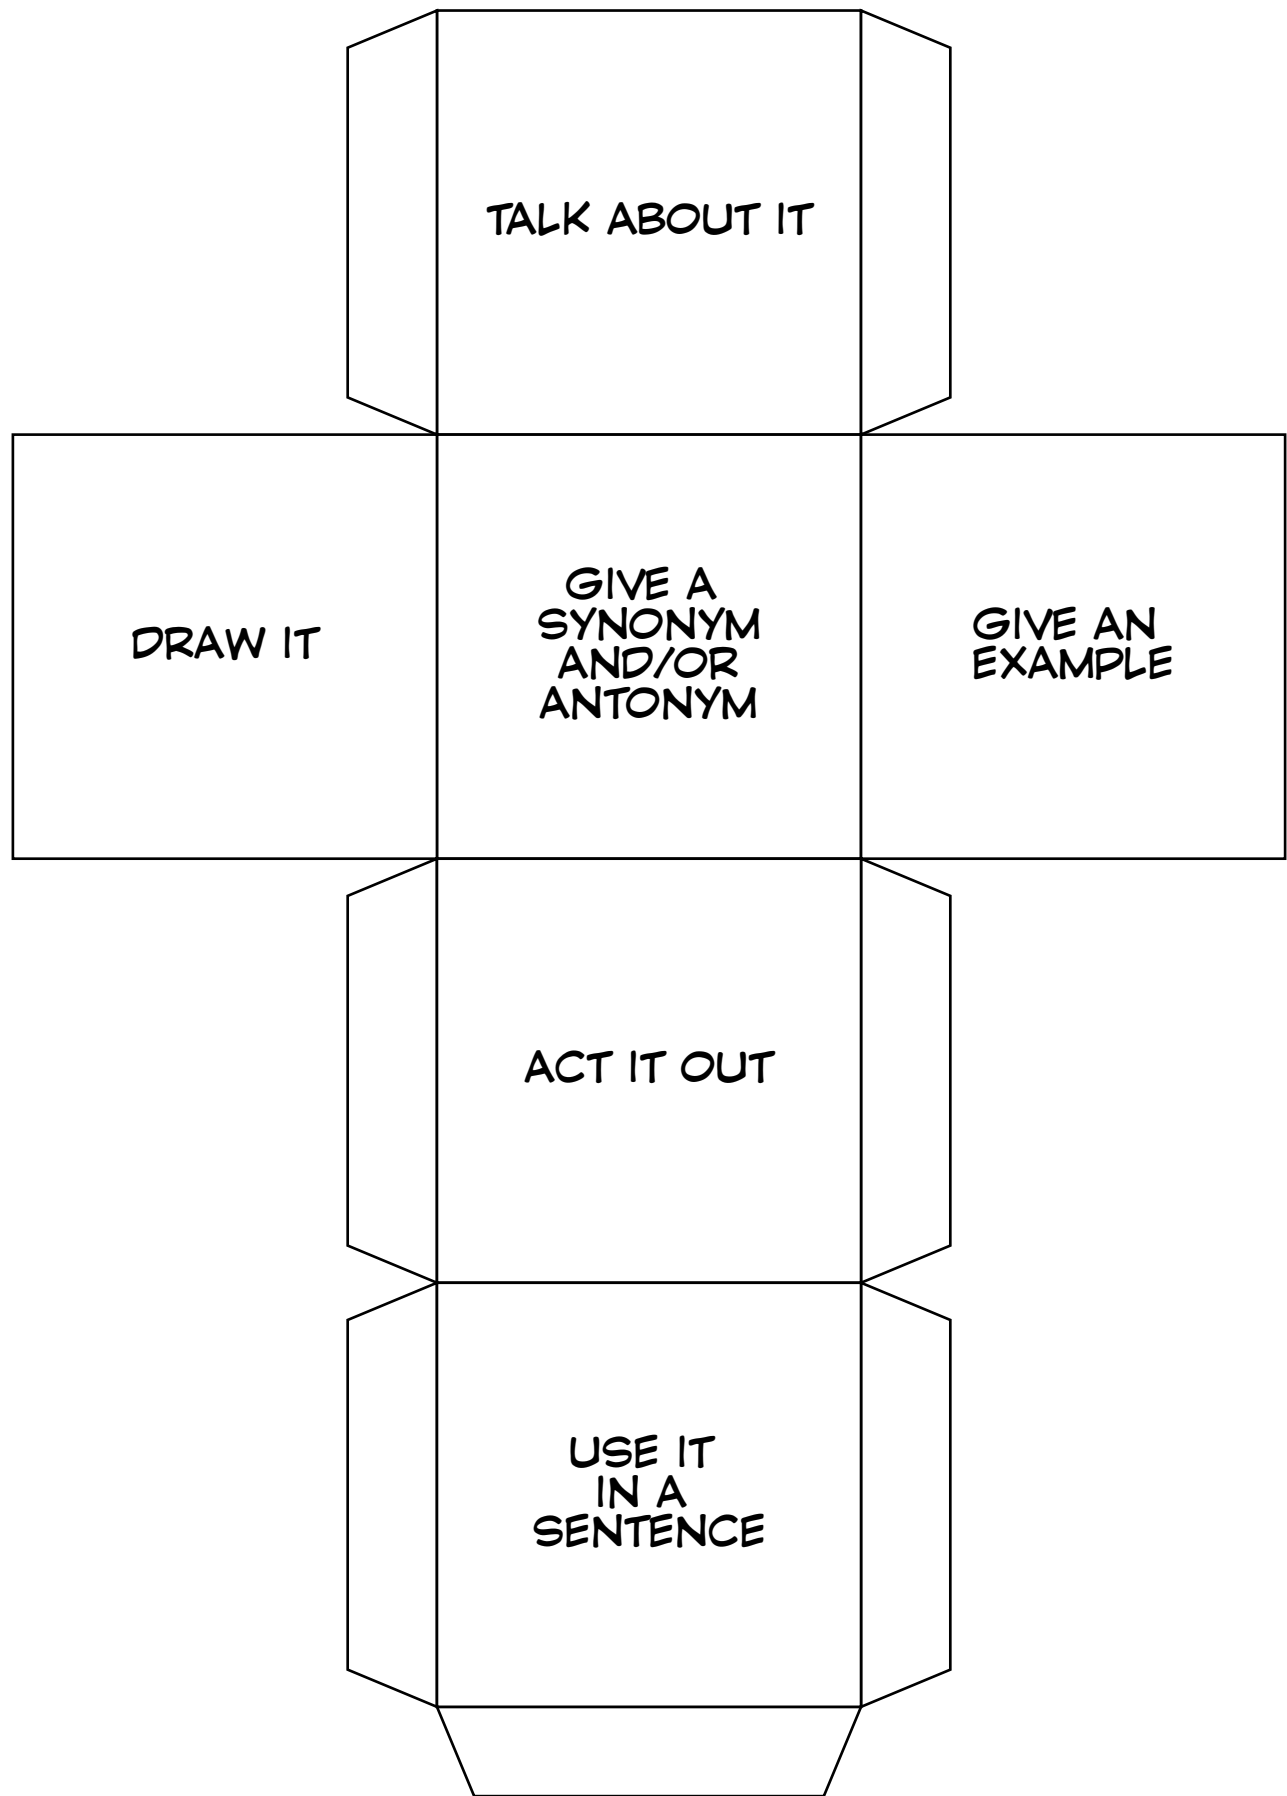 TALK ABOUT IT
DRAW IT
GIVE A
SYNONYM
AND/OR
ANTONYM
GIVE AN
EXAMPLE
ACT IT OUT
USE IT
IN A
SENTENCE